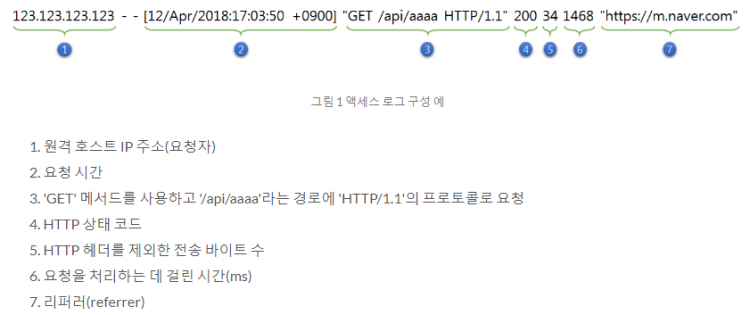 123.123.123.123 - - [12/Apr/2018:17:03:50 +0900] "GET /api/aaaa HTTP/1.1" 200 34 1468 "https://m.naver.com"
1 2 3 4 5 6 7
그림 1 액세스 로그 구성 예
1. 원격 호스트 IP 주소(요청자)
2. 요청 시간
3. 'GET' 메서드를 사용하고 '/api/aaaa'라는 경로에 'HTTP/1.1'의 프로토콜로 요청
4. HTTP 상태 코드
5. HTTP 헤더를 제외한 전송 바이트 수
6. 요청을 처리하는 데 걸린 시간(ms)
7. 리퍼러(referrer)